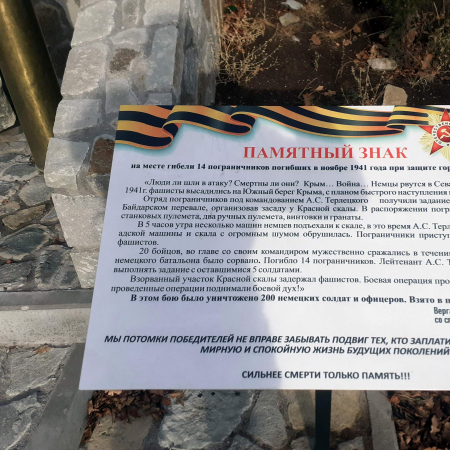 ПАМЯТНЫЙ ЗНАК
на месте гибели 14 пограничников погибших в ноябре 1941 года при защите гор
«Люди ли шли в атаку? Смертны ли они? Крым… Война… Немцы рвутся в Сев
1941г. фашисты высадились на Южный берег Крыма, с планом быстрого наступления
Отряд пограничников под командованием А.С. Терлецкого получили задание
Байдарском перевале, организовав засаду у Красной скалы. В распоряжении погр
станковых пулемета, два ручных пулемета, винтовки и гранаты.
В 5 часов утра несколько машин немцев подъехали к скале, в это время А.С. Тер
адской машины и скала с огромным шумом обрушилась. Пограничники присту
фашистов.
20 бойцов, во главе со своим командиром мужественно сражались в течени
немецкого батальона было сорвано. Погибло 14 пограничников. Лейтенант А.С. Т
выполнять задание с оставшимися 5 солдатами.
Взорванный участок Красной скалы задержал фашистов. Боевая операция про
проведенные операции поднимали боевой дух!»
В этом бою было уничтожено 200 немецких солдат и офицеров. Взято в п
Верг
со с
МЫ ПОТОМКИ ПОБЕДИТЕЛЕЙ НЕ ВПРАВЕ ЗАБЫВАТЬ ПОДВИГ ТЕХ, КТО ЗАПЛАТИ
МИРНУЮ И СПОКОЙНУЮ ЖИЗНЬ БУДУЩИХ ПОКОЛЕНИЙ
СИЛЬНЕЕ СМЕРТИ ТОЛЬКО ПАМЯТЬ!!!